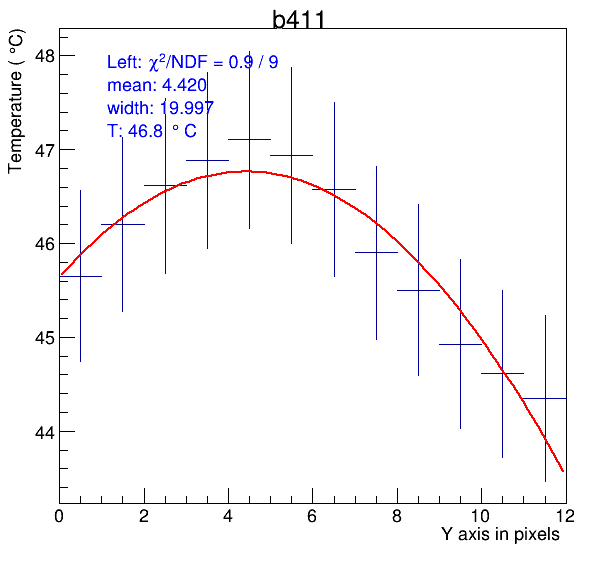 b411
Temperature ( °C)
48
47
46
45
44
Left: χ²/NDF = 0.9 / 9
mean: 4.420
width: 19.997
T: 46.8 ° C
0 2 4 6 8 10 12
Y axis in pixels